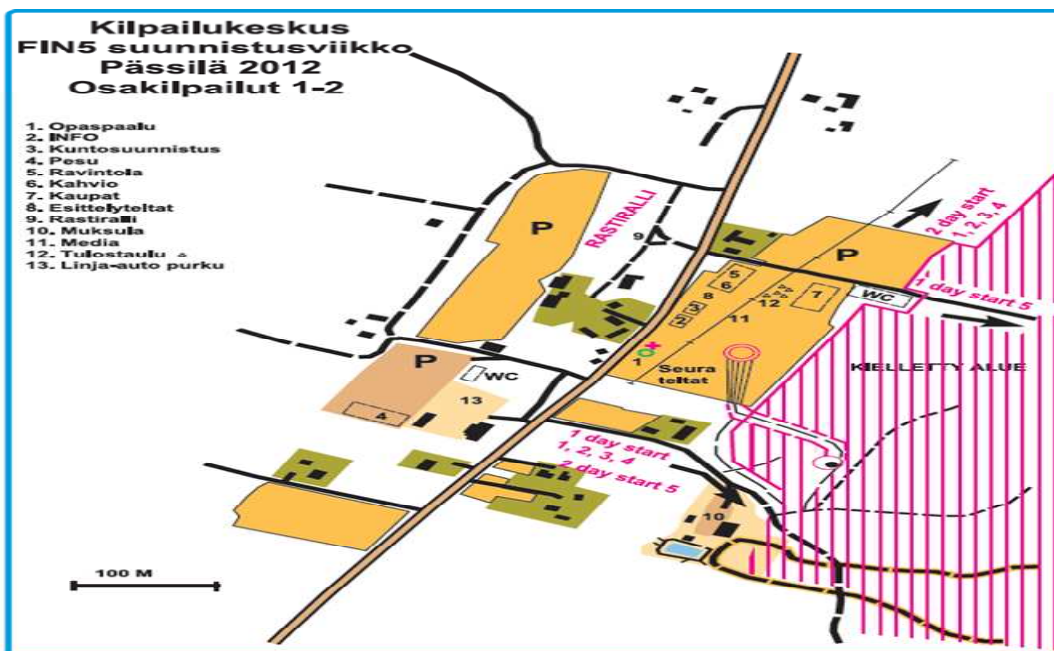 Kilpailukeskus
FIN5 suunnistusviikko
Pässilä 2012
Osakilpailut 1-2
1. Opaspaalu
2. INFO
3. Kuntosuunnistus
4. Pesu
5. Ravintola
6. Kahvio
7. Kaupat
8. Esittelyteltat
9. Rastiralli
10. Muksula
11. Media
12. Tulostaulu
13. Linja-auto purku
RASTIRALLI
2 day start
1, 2, 3, 4
P
9
P
5
6
7
12
WC
1 day start 5
8
3
2
11
1
Seura
teltat
KIELLETTY ALUE
P
WC
13
4
1 day start
1, 2, 3, 4
2 day start 5
10
100 M